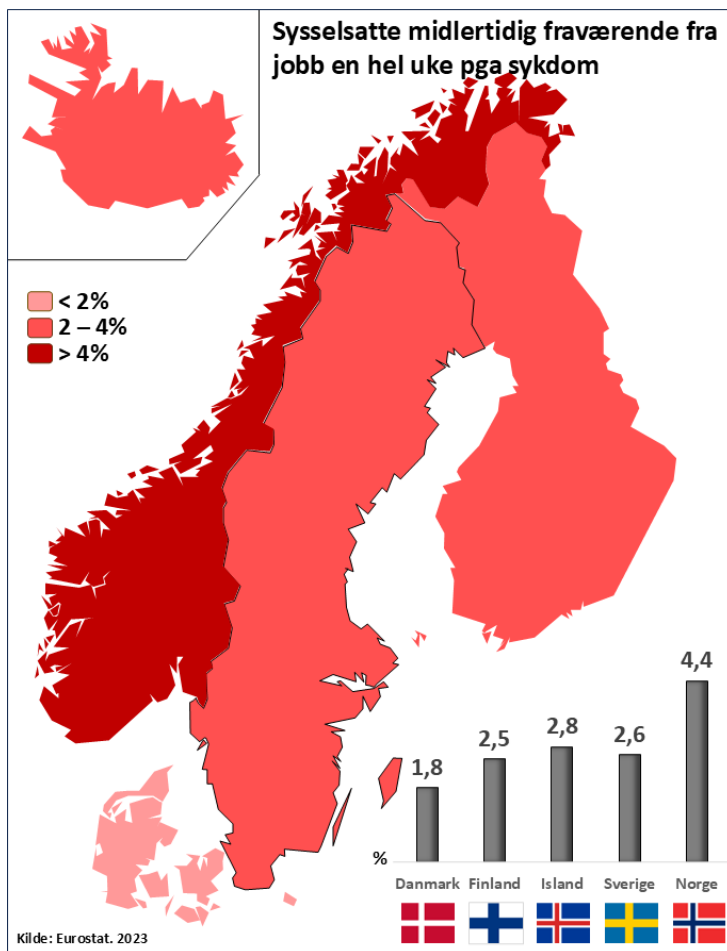 Sysselsatte midlertidig fraværende fra
jobb en hel uke pga sykdom
< 2%
2 – 4%
> 4%
4,4
2,8
2,6
2,5
1,8
%
Danmark Finland Island Sverige Norge
Kilde: Eurostat. 2023